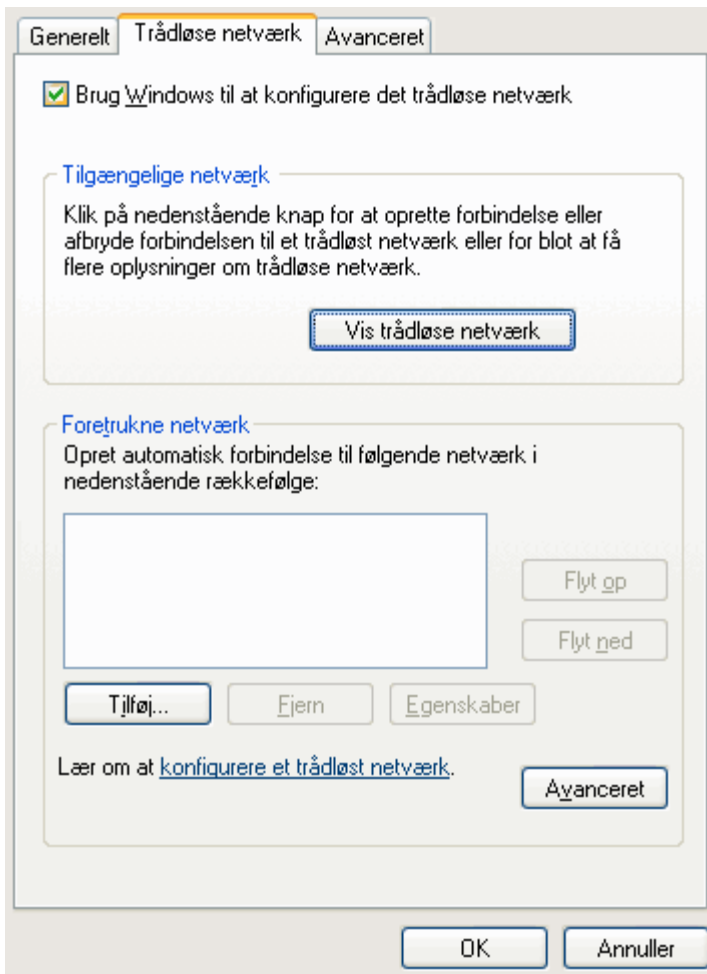 Generelt
Trådløse netværk
Avanceret
Brug Windows til at konfigurere det trådløse netværk
Tilgængelige netværk
Klik på nedenstående knap for at oprette forbindelse eller
afbryde forbindelsen til et trådløst netværk eller for blot at få
flere oplysninger om trådløse netværk.
Vis trådløse netværk
Foretrukne netværk
Opret automatisk forbindelse til følgende netværk i
nedenstående rækkefølge:
Flyt op
Flyt ned
Tilføj...
Fjern
Egenskaber
Lær om at konfigurere et trådløst netværk.
Avanceret
OK
Annuller